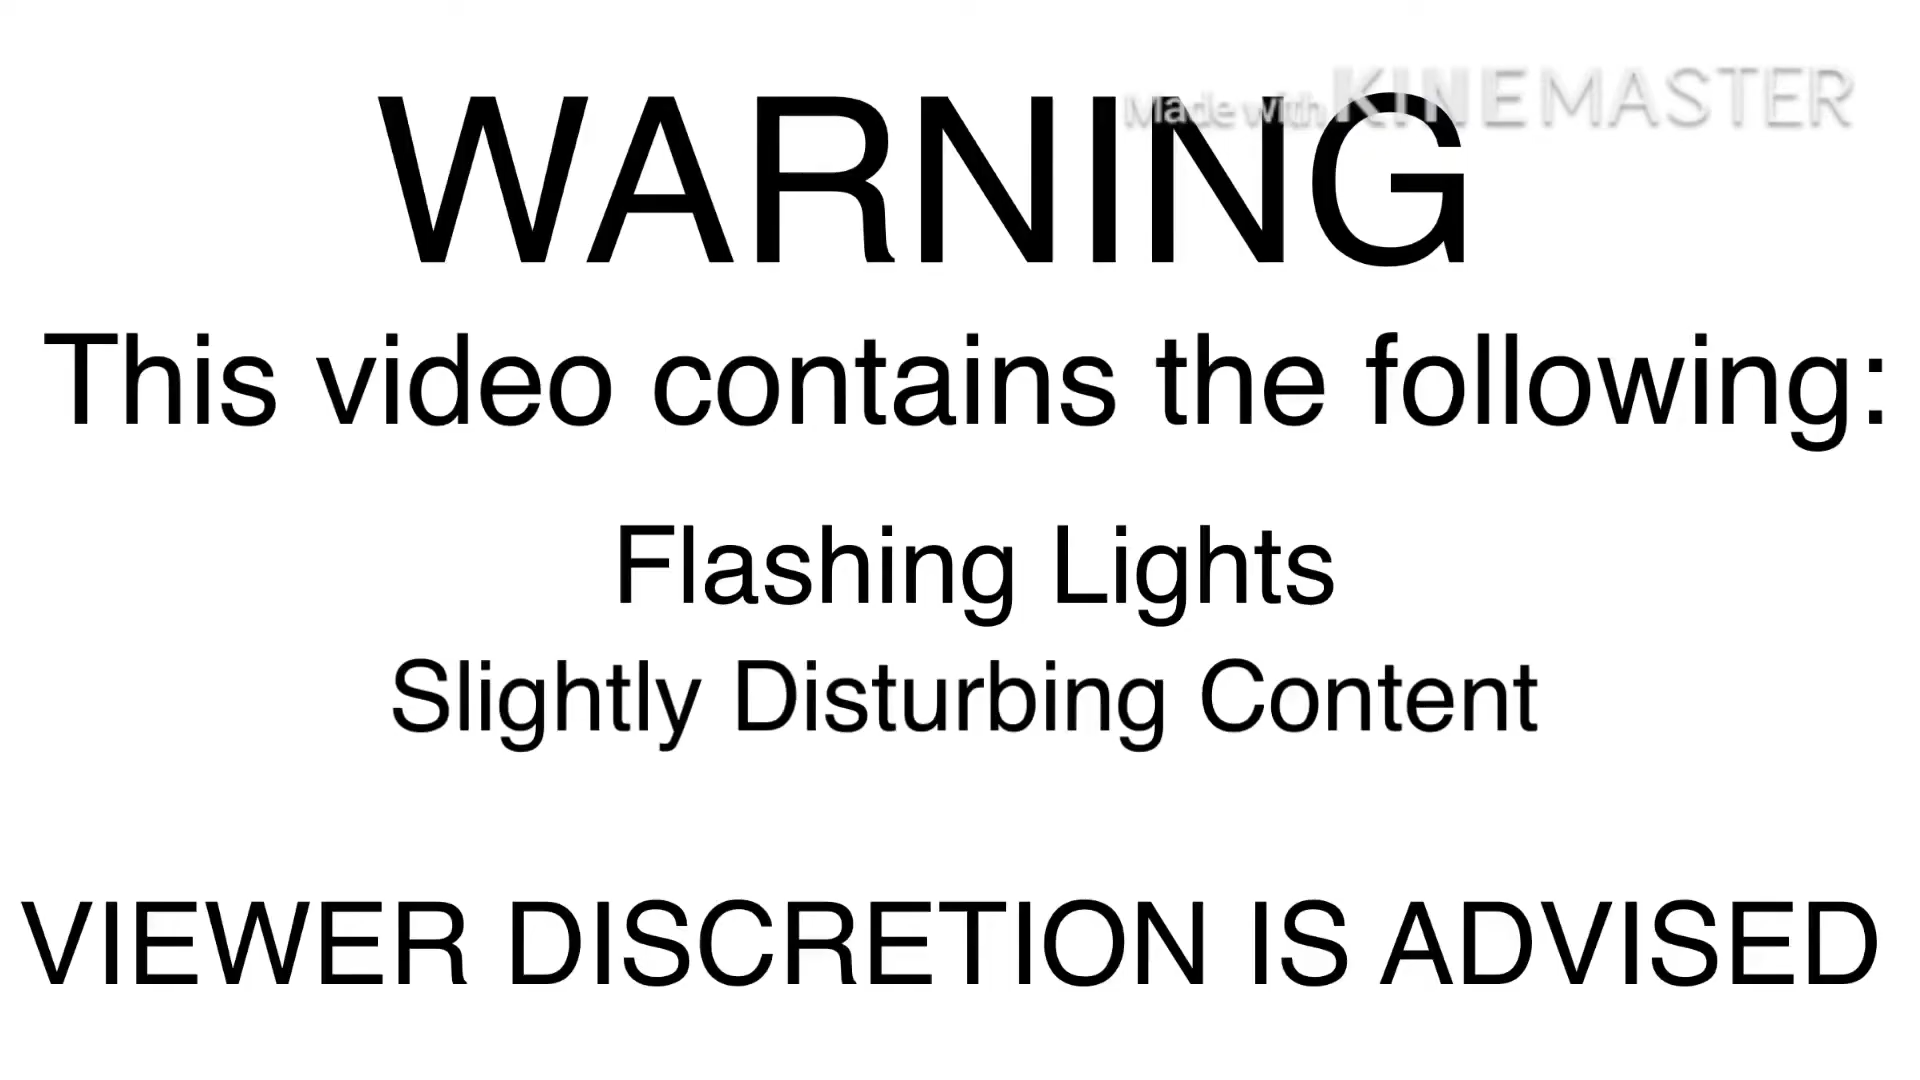 Made with KINEMASTER
WARNING
This video contains the following:
Flashing Lights
Slightly Disturbing Content
VIEWER DISCRETION IS ADVISED